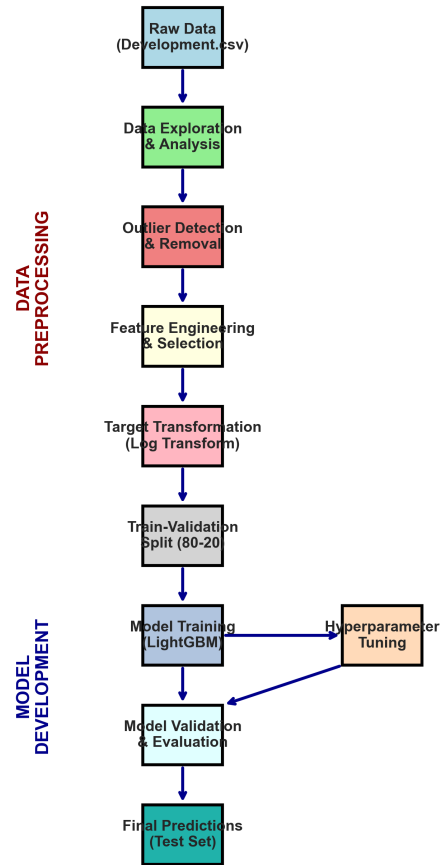 Raw Data
(Development.csv)
Data Exploration
& Analysis
Outlier Detection
& Removal
DATA
PREPROCESSING
Feature Engineering
& Selection
Target Transformation
(Log Transform)
Train-Validation
Split (80-20)
Model Training
(LightGBM)
Hyperparameter
Tuning
MODEL
DEVELOPMENT
Model Validation
& Evaluation
Final Predictions
(Test Set)